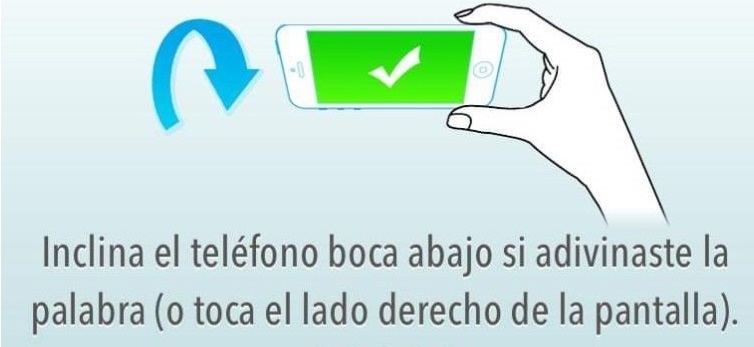 Inclina el teléfono boca abajo si adivinaste la
palabra (o toca el lado derecho de la pantalla).